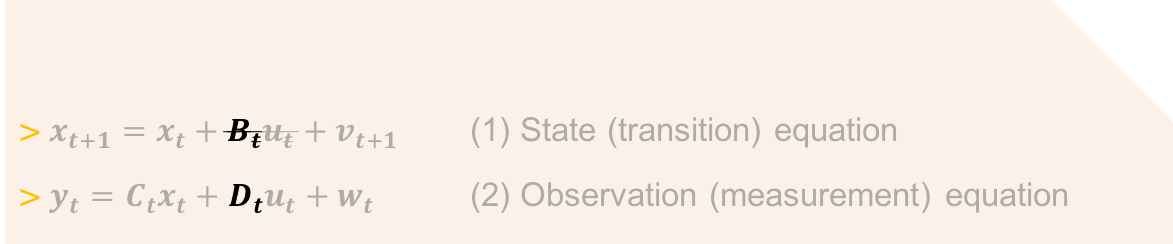 > x_{t+1} = x_t + B_t u_t + v_{t+1} (1) State (transition) equation
> y_t = C_t x_t + D_t u_t + w_t (2) Observation (measurement) equation